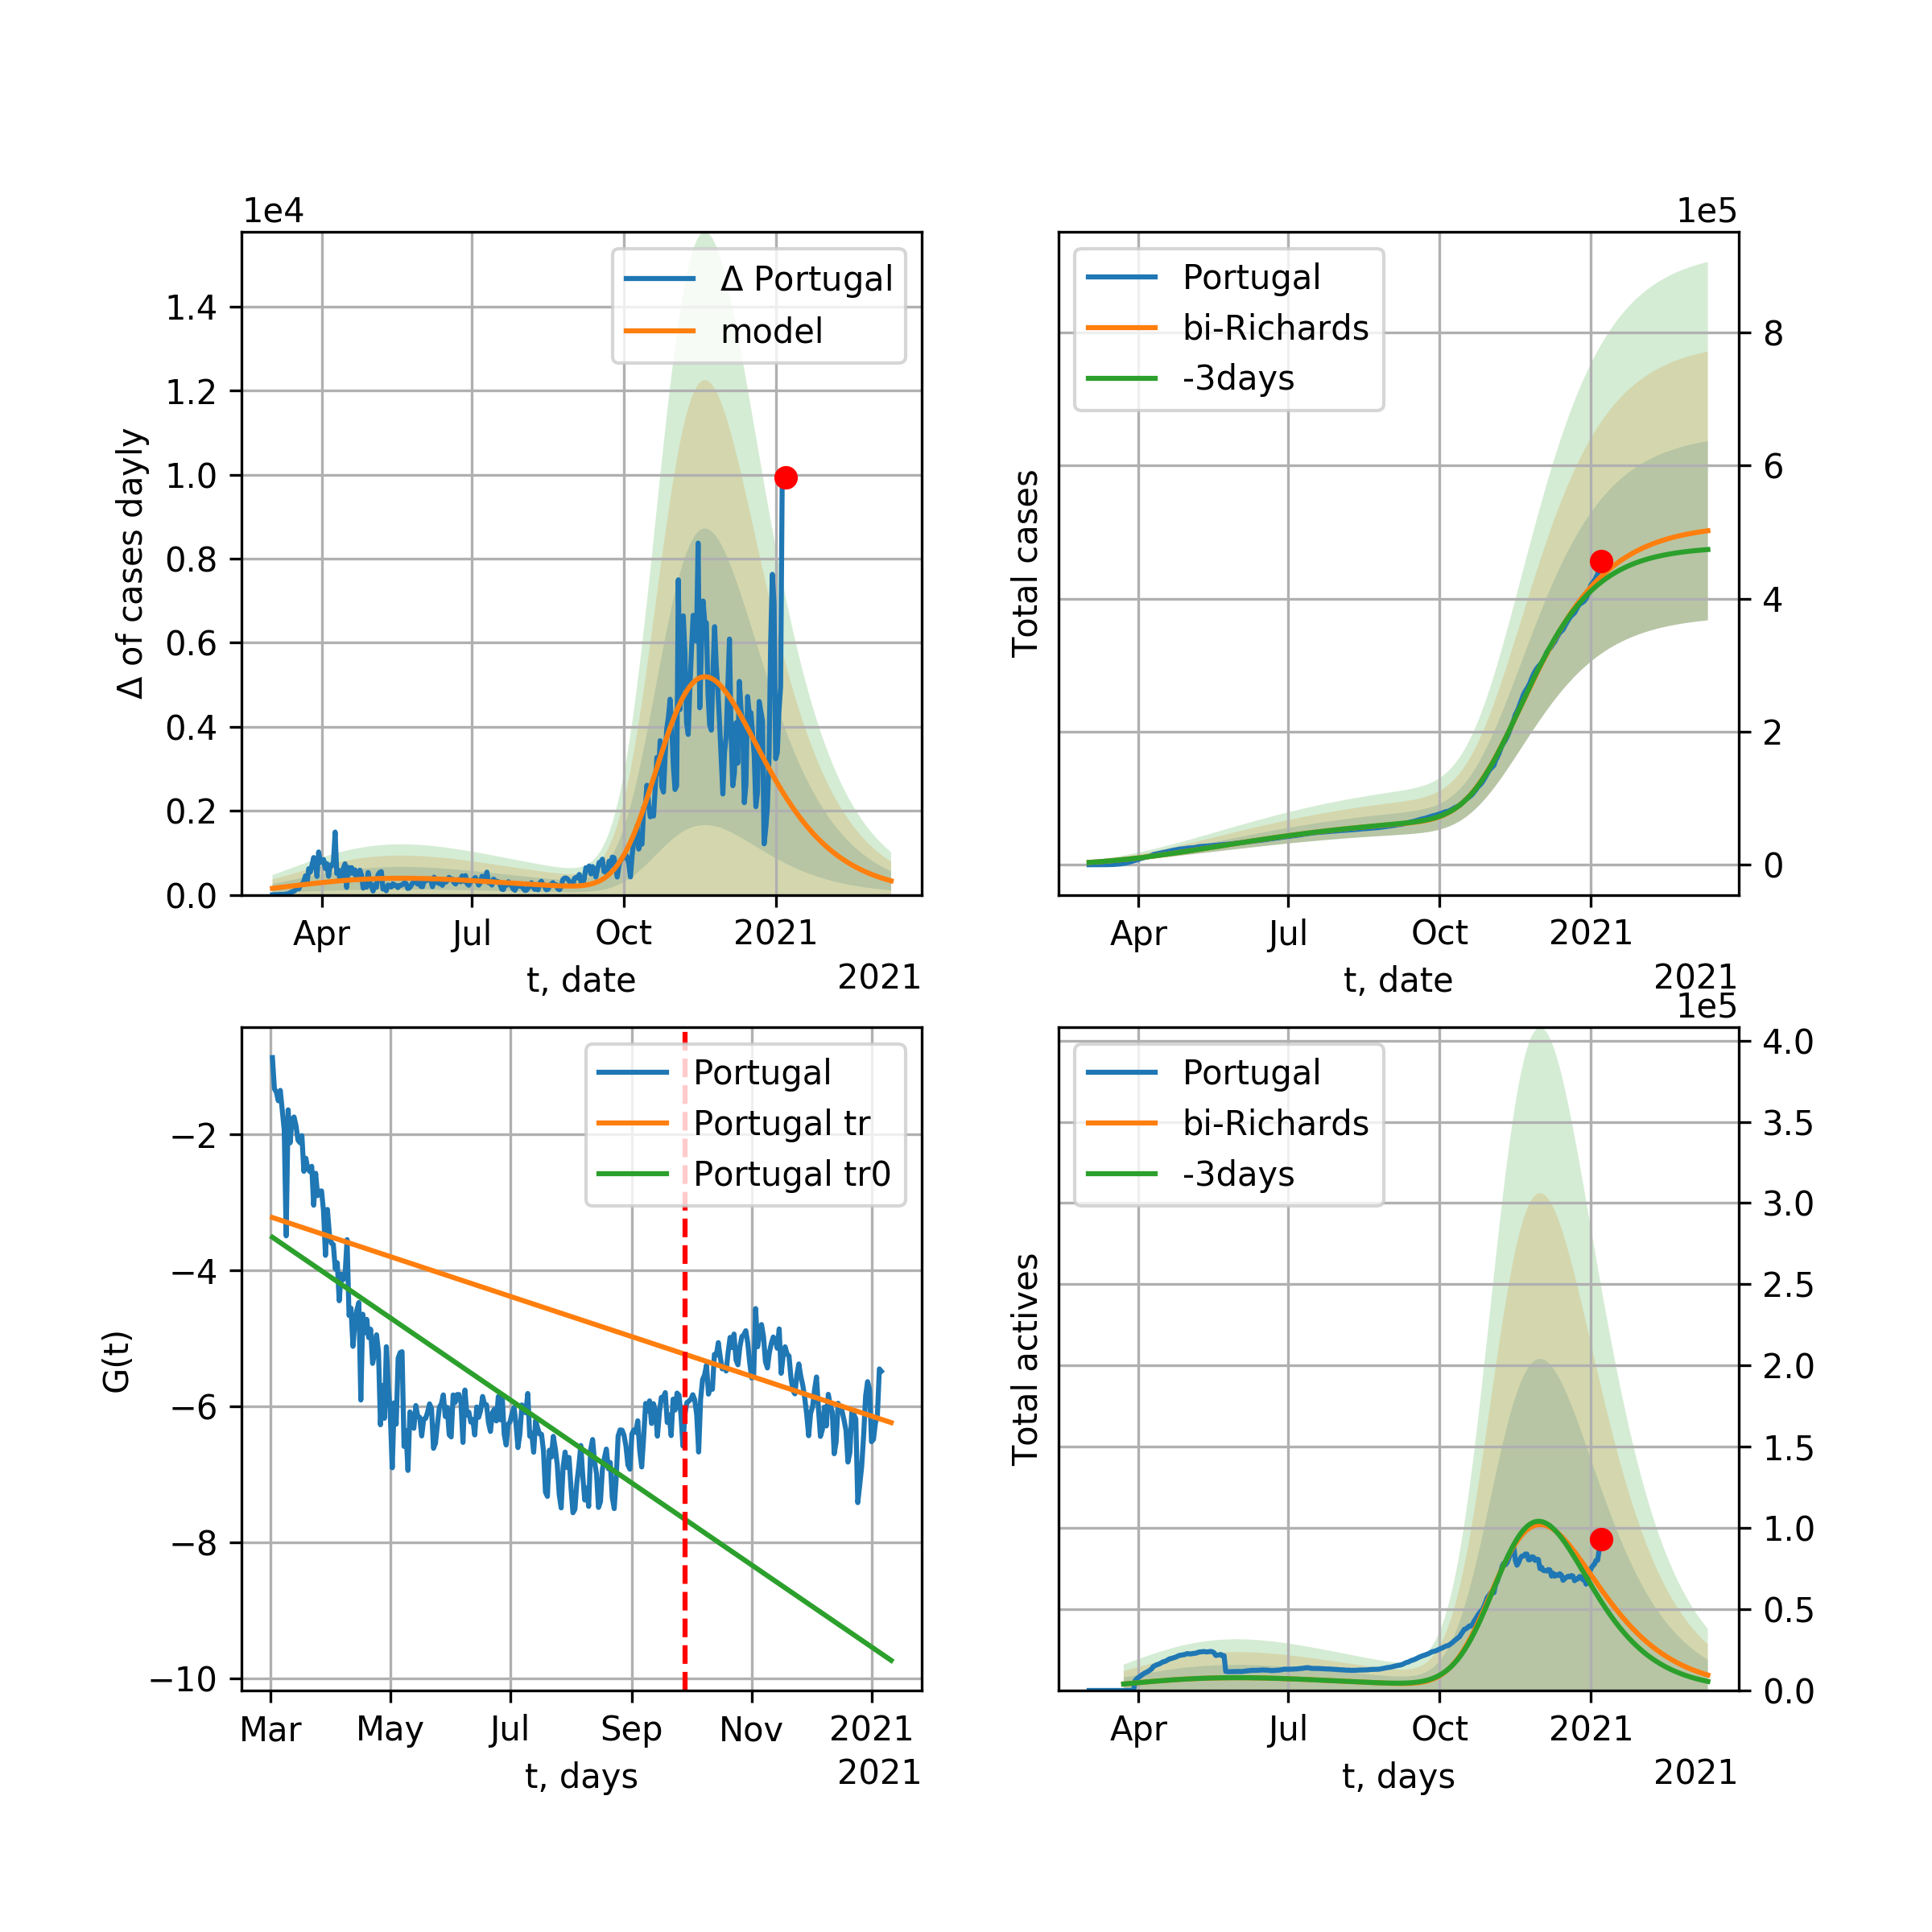 1e4
Δ of cases dayly
1.4
1.2
1.0
0.8
0.6
0.4
0.2
0.0
Δ Portugal
model
Apr Jul Oct 2021
t, date
2021
1e5
Total cases
Portugal
bi-Richards
-3days
8
6
4
2
0
Apr Jul Oct 2021
t, date
2021
G(t)
−2
−4
−6
−8
−10
Portugal
Portugal tr
Portugal tr0
Mar May Jul Sep Nov 2021
t, days
2021
1e5
Total actives
Portugal
bi-Richards
-3days
4.0
3.5
3.0
2.5
2.0
1.5
1.0
0.5
0.0
Apr Jul Oct 2021
t, days
2021